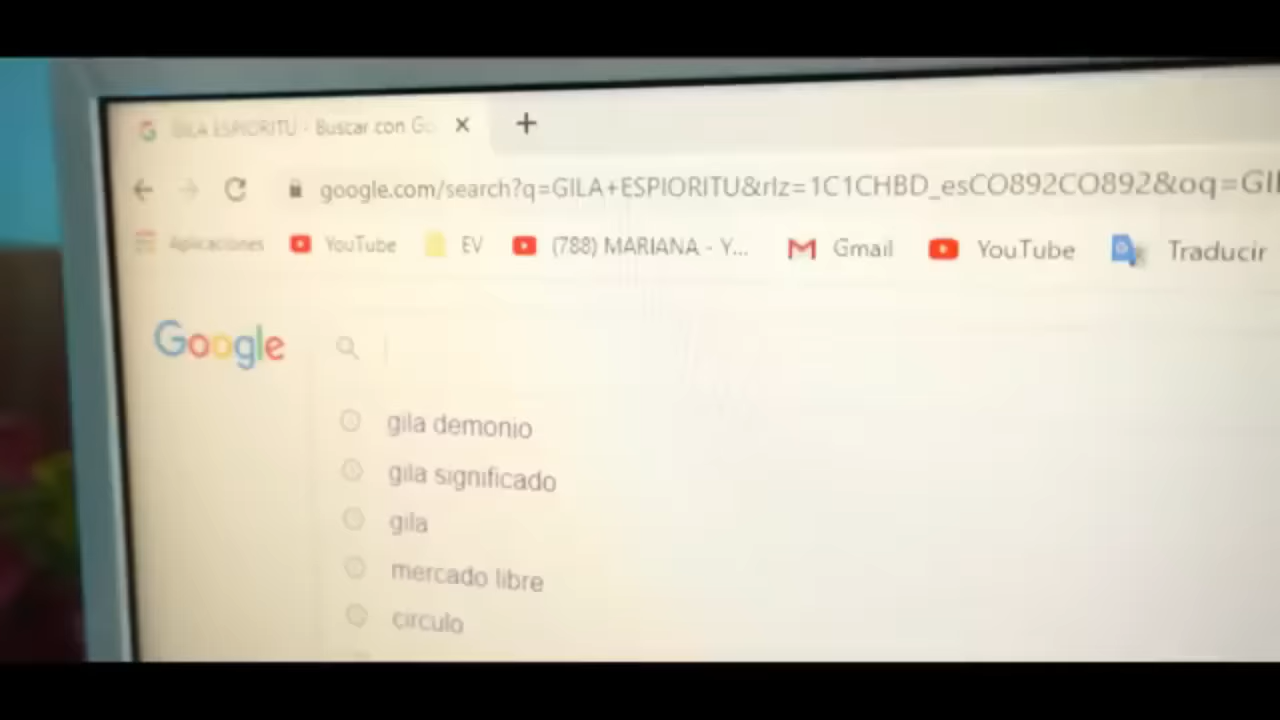 GILA ESPIORITU - Buscar con Go
google.com/search?q=GILA+ESPIORITU&rlz=1C1CHBD_esCO892CO892&oq=GI
Aplicaciones YouTube EV (788) MARIANA - Y... Gmail YouTube Traducir
Google
gila demonio
gila significado
gila
mercado libre
circulo